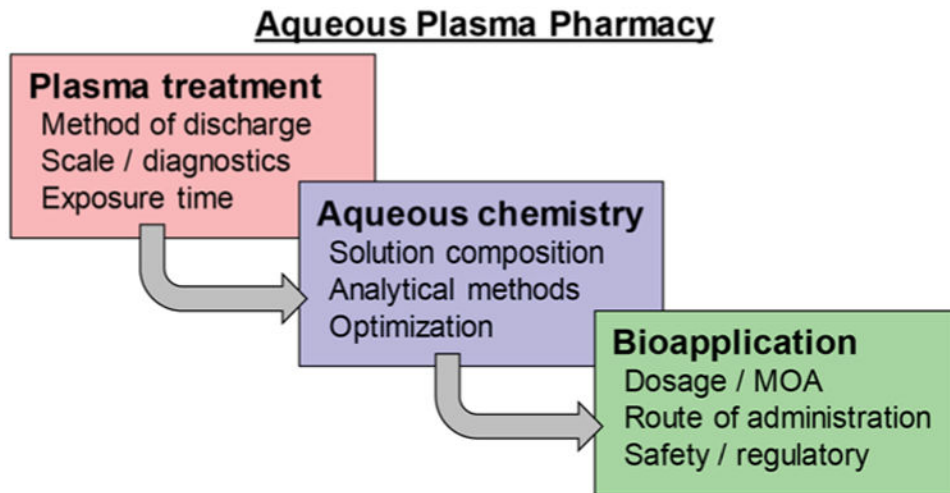 Aqueous Plasma Pharmacy
Plasma treatment
Method of discharge
Scale / diagnostics
Exposure time
Aqueous chemistry
Solution composition
Analytical methods
Optimization
Bioapplication
Dosage / MOA
Route of administration
Safety / regulatory